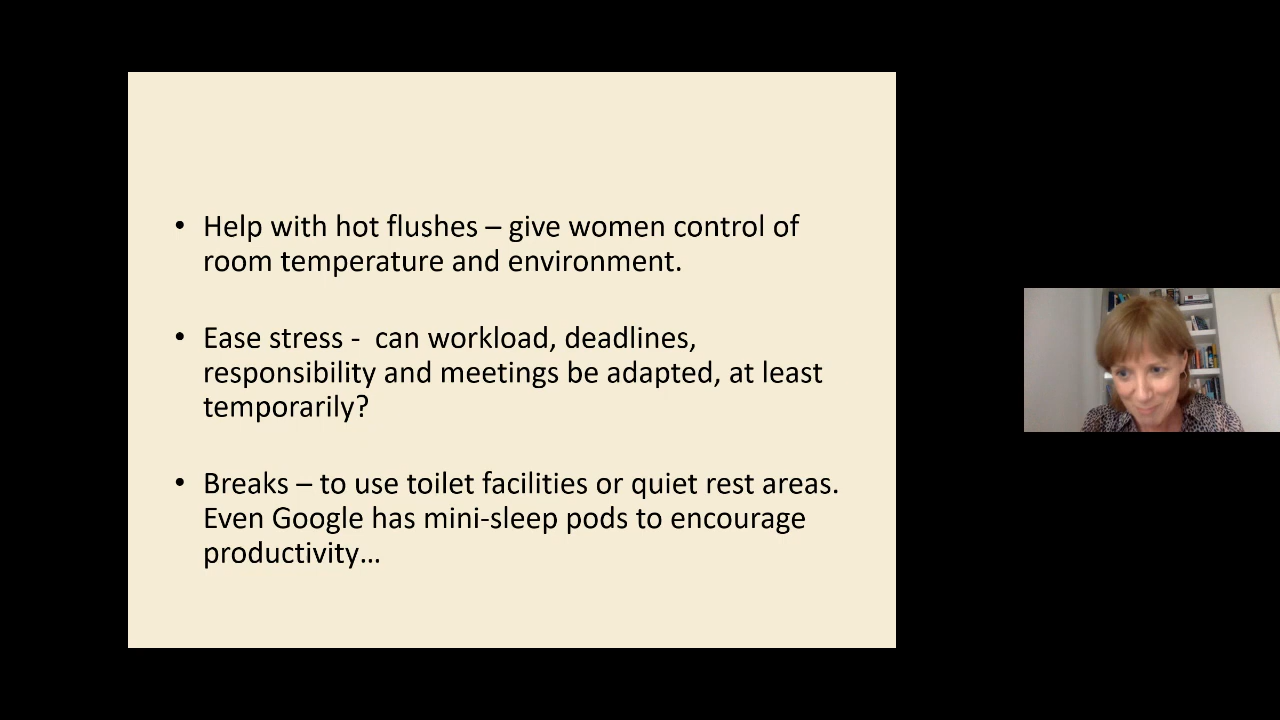 • Help with hot flushes – give women control of
room temperature and environment.
• Ease stress -  can workload, deadlines,
responsibility and meetings be adapted, at least
temporarily?
• Breaks – to use toilet facilities or quiet rest areas.
Even Google has mini-sleep pods to encourage
productivity…